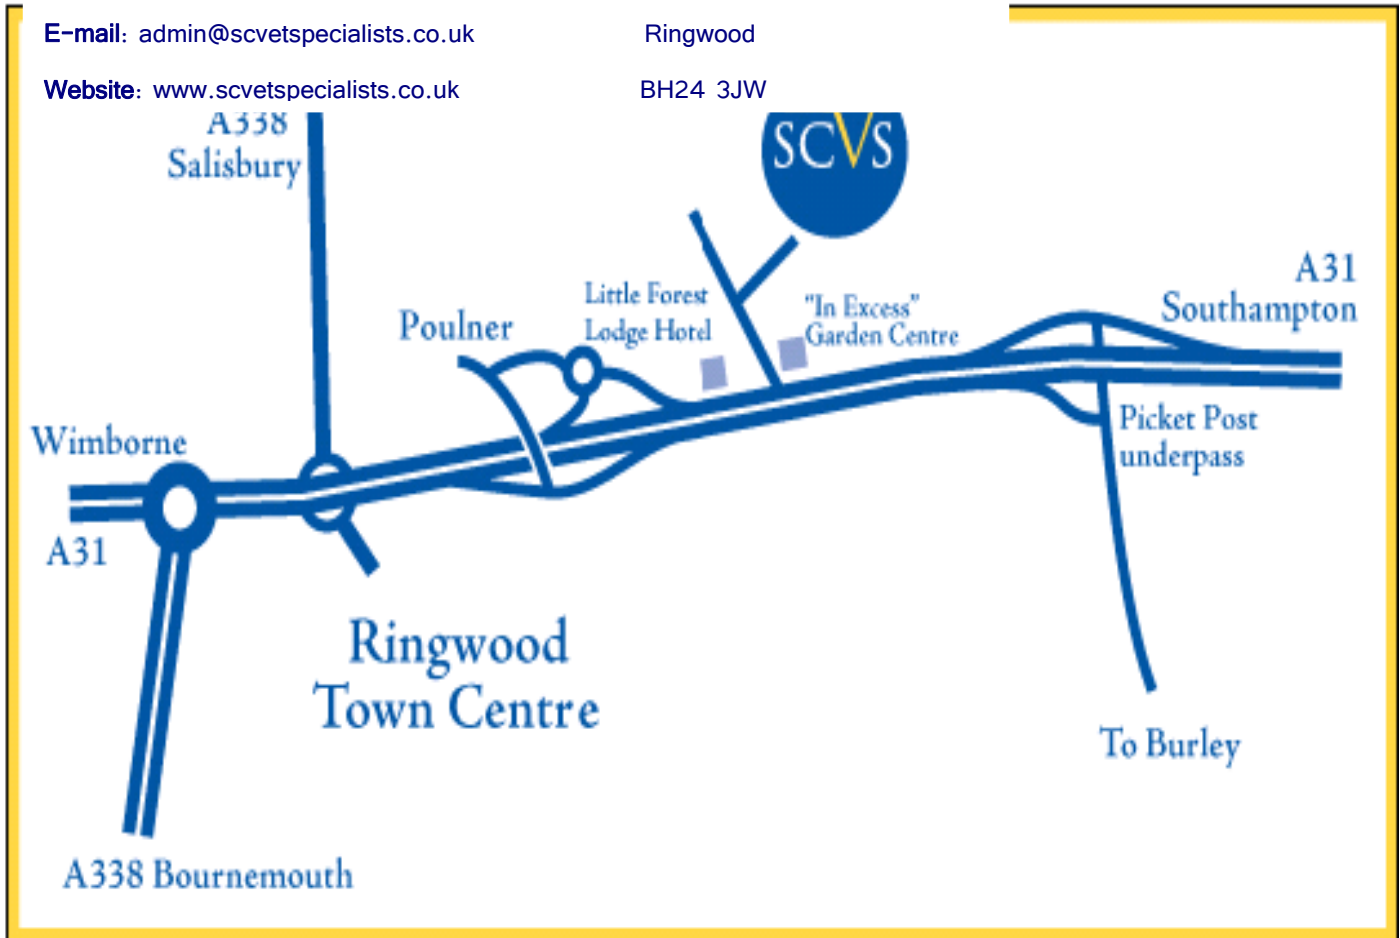 E-mail: admin@scvetspecialists.co.uk Ringwood
Website: www.scvetspecialists.co.uk BH24 3JW
A338
Salisbury
SCVS
A31
Southampton
Little Forest
Lodge Hotel
"In Excess"
Garden Centre
Poulner
Picket Post
underpass
Wimborne
A31
Ringwood
Town Centre
To Burley
A338 Bournemouth